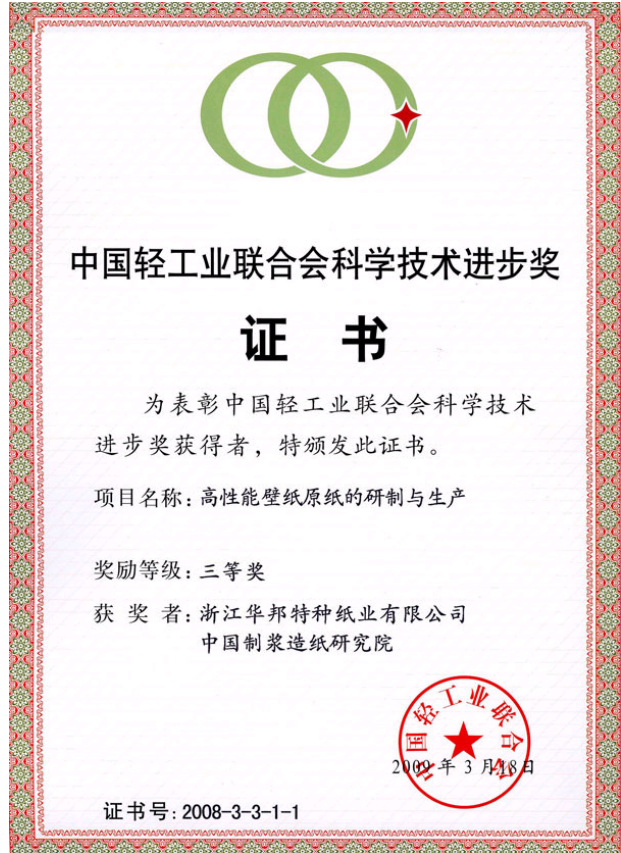 中国轻工业联合会科学技术进步奖
证 书
为表彰中国轻工业联合会科学技术
进步奖获得者，特颁发此证书。
项目名称：高性能壁纸原纸的研制与生产
奖励等级：三等奖
获 奖 者：浙江华邦特种纸业有限公司
中国制浆造纸研究院
中国轻工业联合会
2009年3月18日
证书号：2008-3-3-1-1